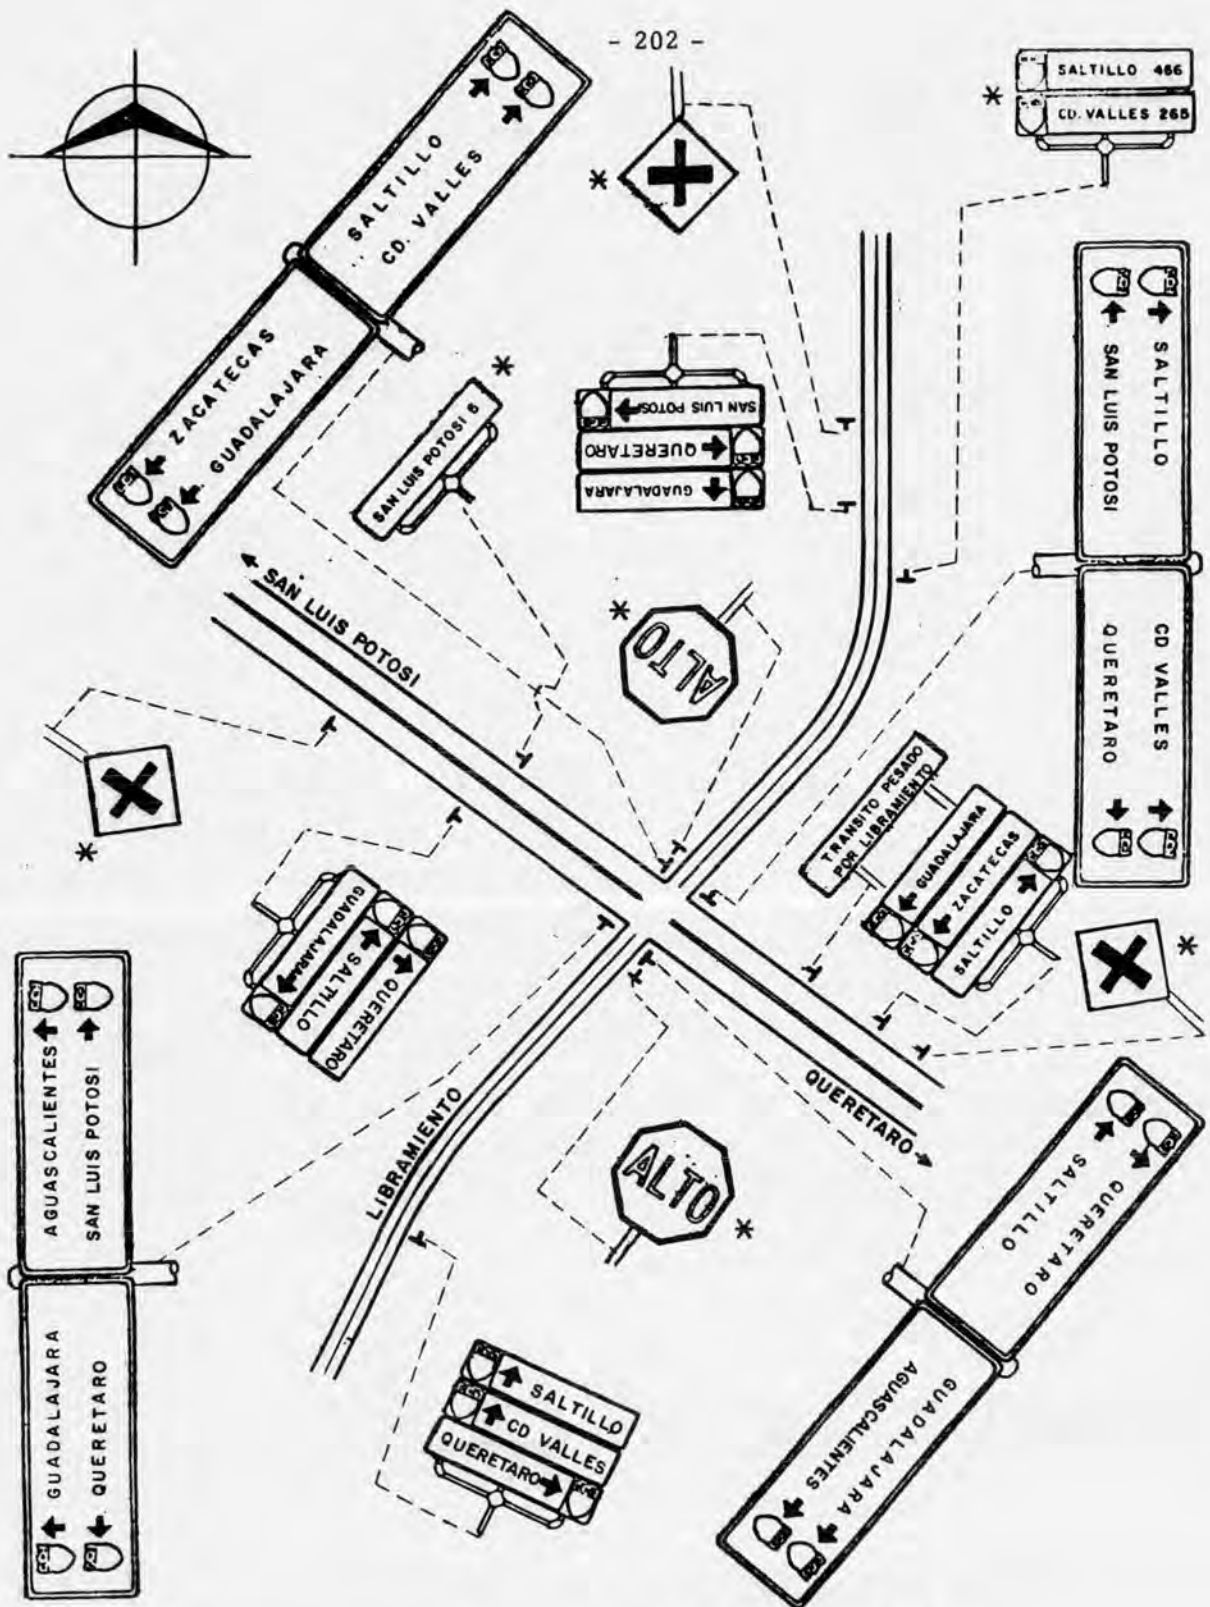 - 202 -
SALTILLO 466
CD. VALLES 265
SALTILLO
CD. VALLES
ZACATECAS
GUADALAJARA
SAN LUIS POTOSI 5
SAN LUIS POTOSI
QUERETARO
GUADALAJARA
SALTILLO
SAN LUIS POTOSI
CD VALLES
QUERETARO
SAN LUIS POTOSI
ALTO
TRANSITO PESADO
POR LIBRAMIENTO
GUADALAJARA
ZACATECAS
SALTILLO
GUADALAJARA
SALTILLO
QUERETARO
AGUASCALIENTES
SAN LUIS POTOSI
GUADALAJARA
QUERETARO
LIBRAMIENTO
QUERETARO
ALTO
QUERETARO
SALTILLO
GUADALAJARA
AGUASCALIENTES
SALTILLO
CD VALLES
QUERETARO